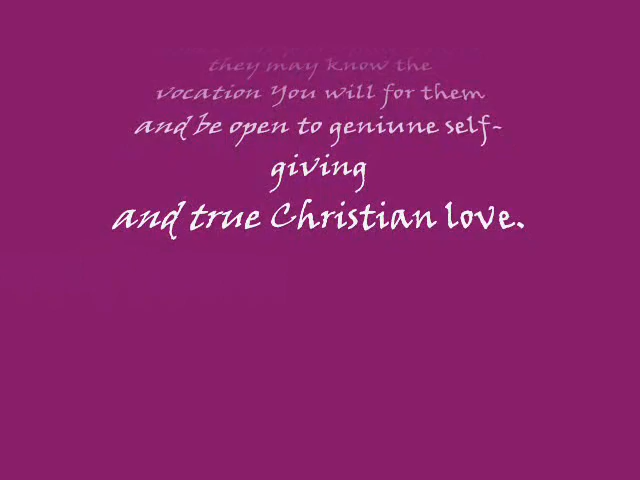 they may know the
vocation You will for them
and be open to geniune self-
giving
and true Christian love.